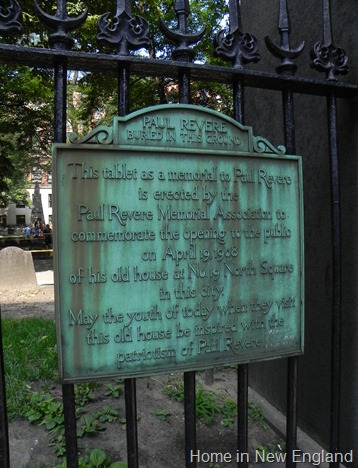 PAUL REVERE
BURIED IN THIS GROUND
This tablet as a memorial to Paul Revere
is erected by the
Paul Revere Memorial Association to
commemorate the opening to the public
on April 19, 1908
of his old house at No. 19 North Square
in this city.
May the youth of today when they visit
this old house be inspired with the
patriotism of Paul Revere
Home in New England